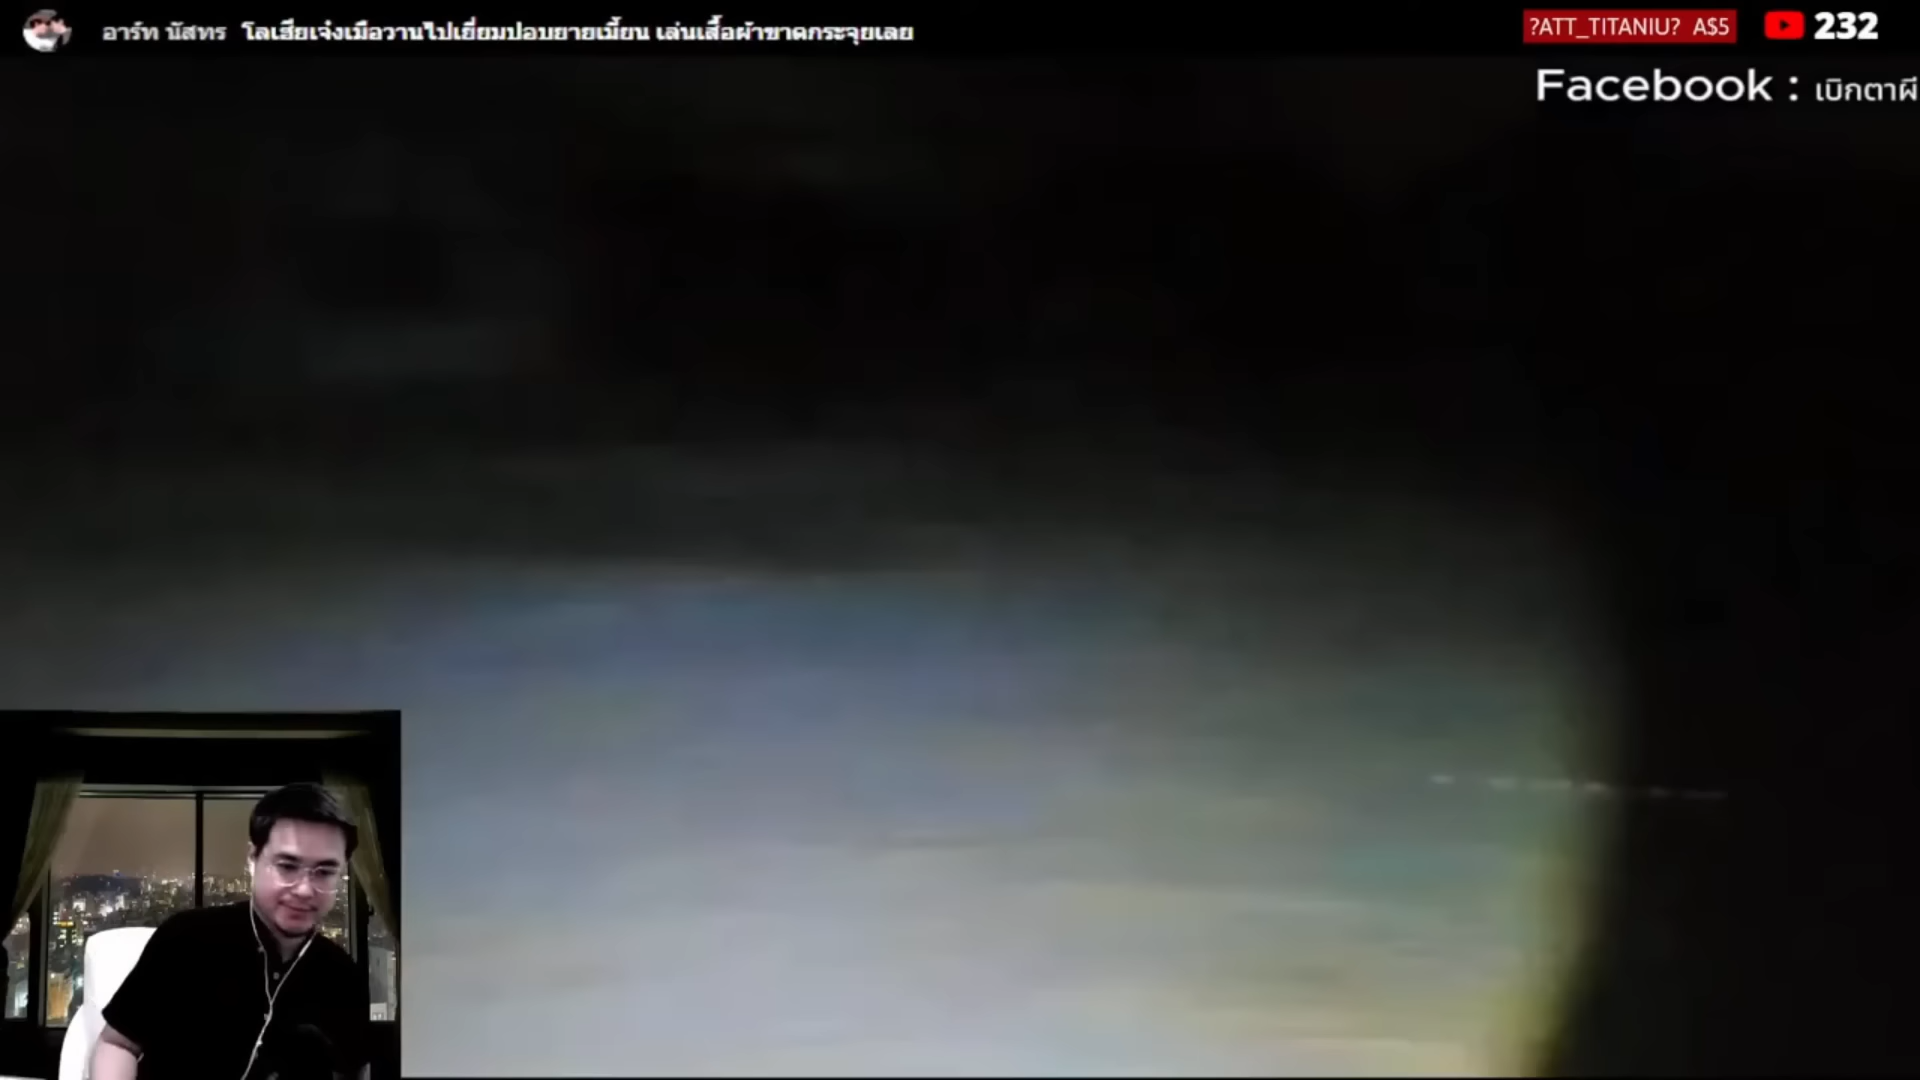 อาร์ท นัสทร โลเฮียเจ๋งเมื่อวานไปเยี่ยมปอบยายเมี้ยน เล่นเสื้อผ้าขาดกระจุยเลย
?ATT_TITANIU? A$5 232
Facebook : เบิกตาผี